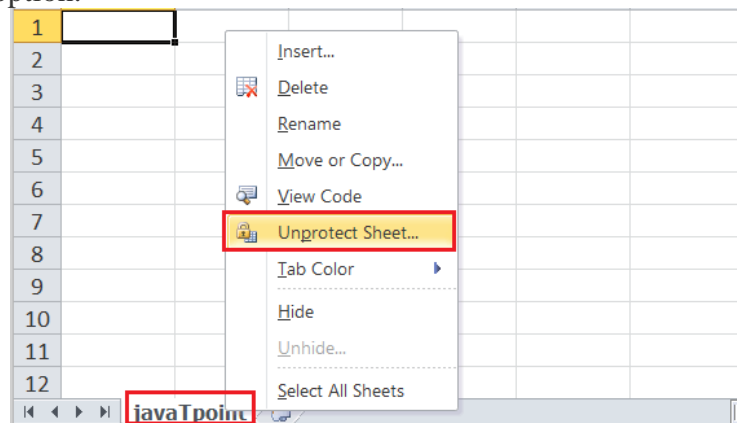 option.
1
2
3
4
5
6
7
8
9
10
11
12
Insert...
Delete
Rename
Move or Copy...
View Code
Unprotect Sheet...
Tab Color
Hide
Unhide...
Select All Sheets
javaTpoint